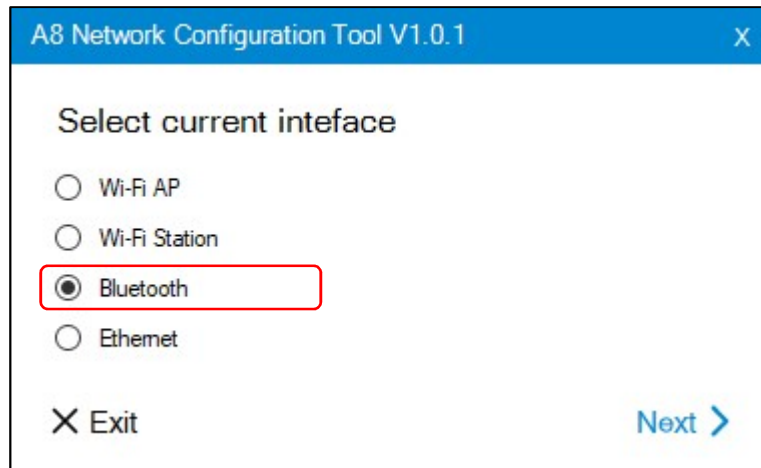 A8 Network Configuration Tool V1.0.1 X
Select current inteface
Wi-Fi AP
Wi-Fi Station
Bluetooth
Ethernet
Exit Next